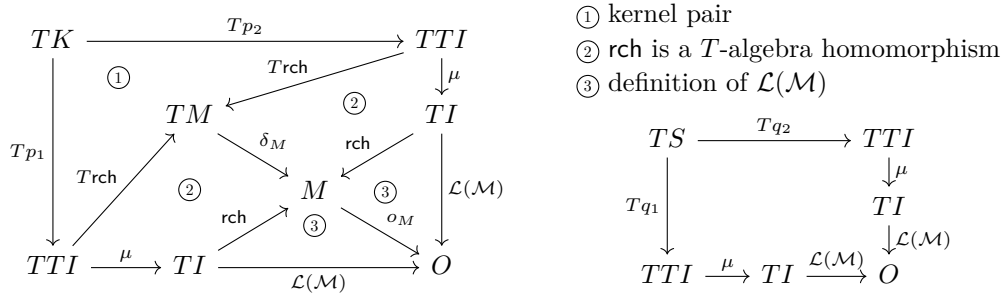 ① kernel pair
② rch is a T-algebra homomorphism
③ definition of ℒ(ℳ)
TK Tp₂ TTI
① Trch μ
②
TM TI
Tp₁ δ_M rch
Trch
② M ③ ℒ(ℳ)
rch ③ o_M
TTI μ TI ℒ(ℳ) O
TS Tq₂ TTI
μ
Tq₁ TI
ℒ(ℳ)
TTI μ TI ℒ(ℳ) O